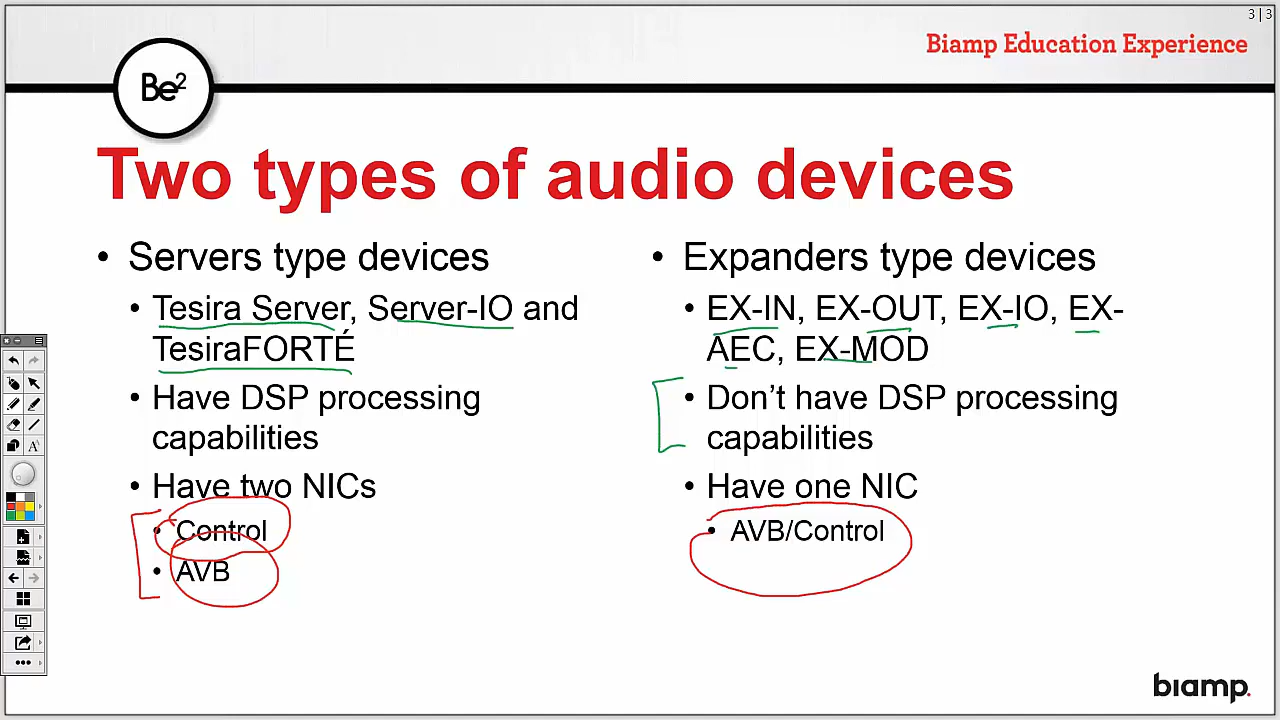 3 | 3
Biamp Education Experience
Be²
Two types of audio devices
• Servers type devices
• Tesira Server, Server-IO and
TesiraFORTÉ
• Have DSP processing
capabilities
• Have two NICs
• Control
• AVB
• Expanders type devices
• EX-IN, EX-OUT, EX-IO, EX-
AEC, EX-MOD
• Don’t have DSP processing
capabilities
• Have one NIC
• AVB/Control
biamp.